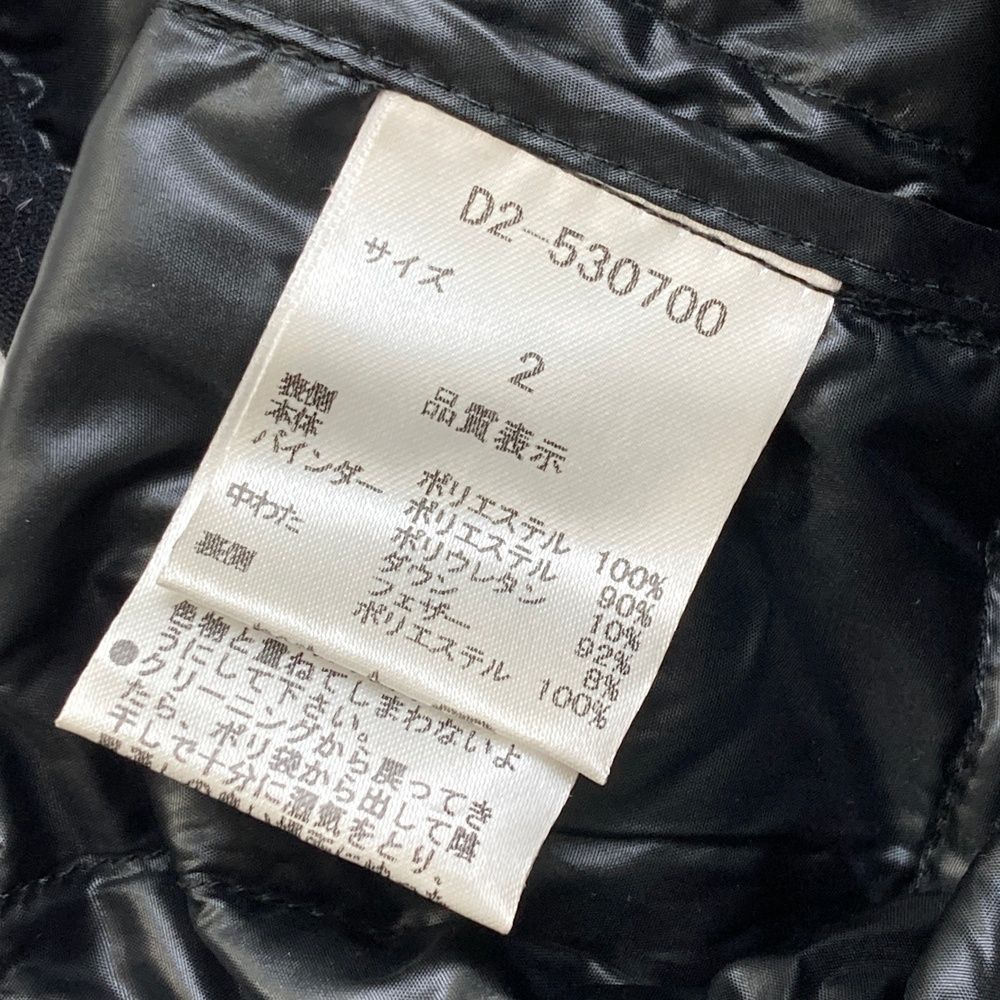 D2-530700
サイズ
2
品質表示
表側
本体 ポリエステル 100%
バインダー ポリエステル 90%
ポリウレタン 10%
中わた ダウン 92%
フェザー 8%
裏側 ポリエステル 100%
色物と重ねてしまわないよ
うにして下さい。
●クリーニングから戻ってき
たら、ポリ袋から出して陰
干しで十分に湿気をとり。